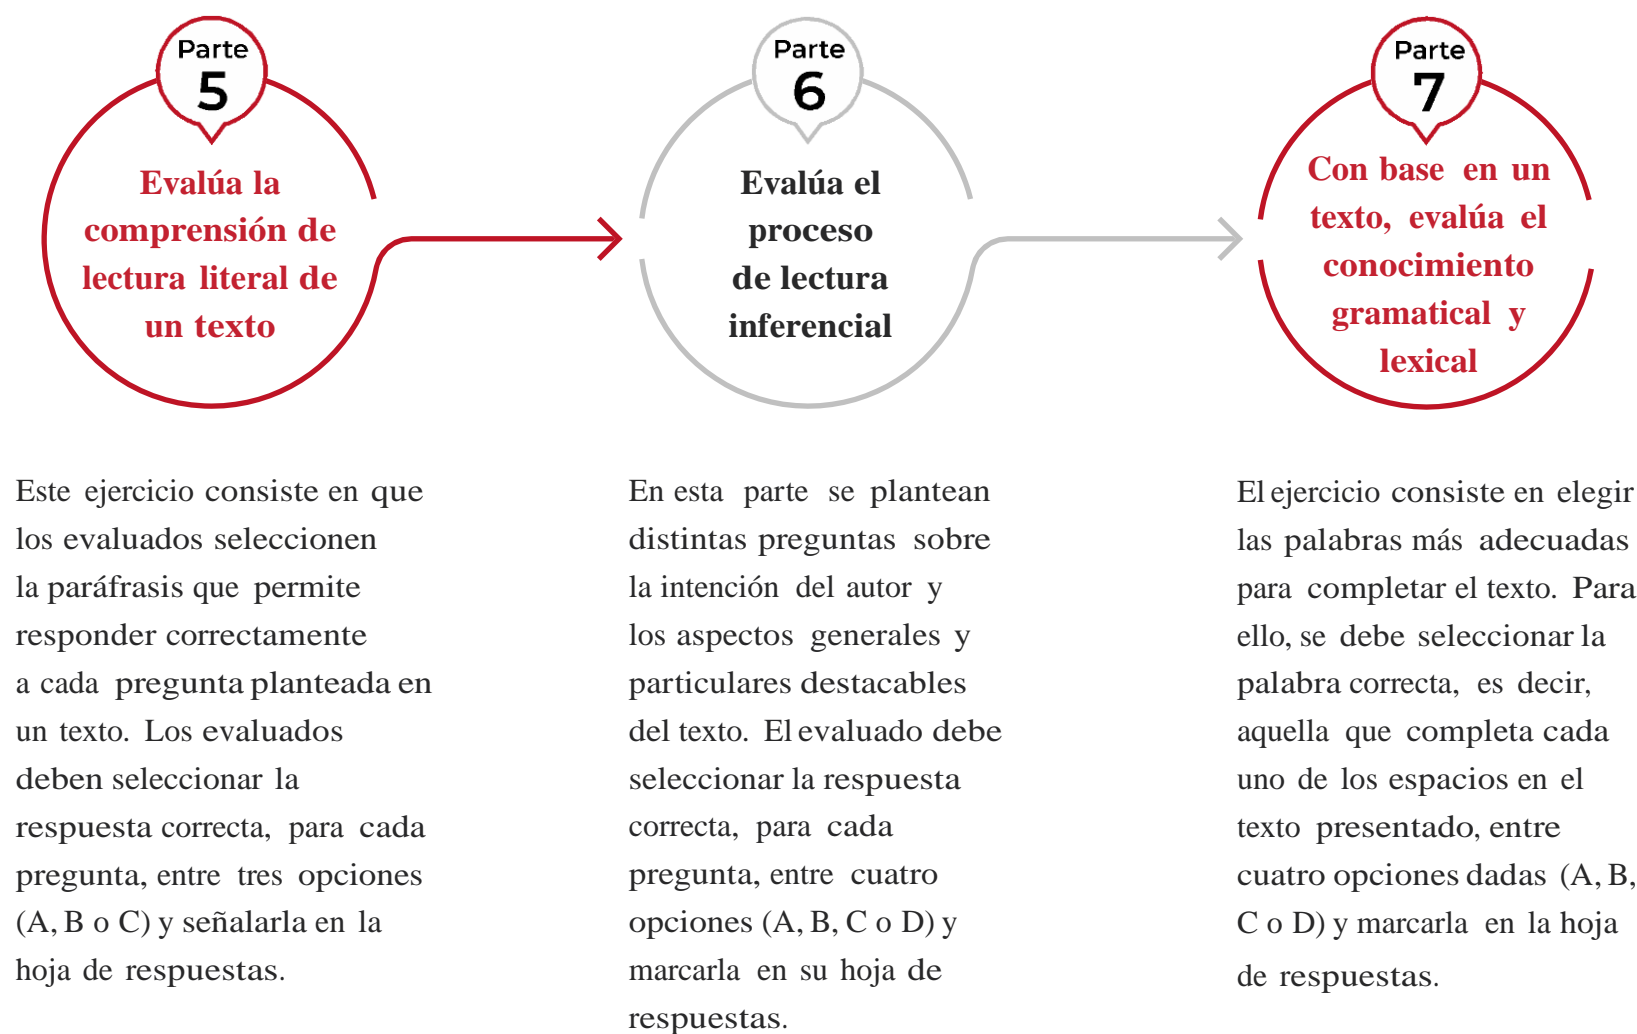 Parte
5
Evalúa la
comprensión de
lectura literal de
un texto
Este ejercicio consiste en que
los evaluados seleccionen
la paráfrasis que permite
responder correctamente
a cada pregunta planteada en
un texto. Los evaluados
deben seleccionar la
respuesta correcta, para cada
pregunta, entre tres opciones
(A, B o C) y señalarla en la
hoja de respuestas.
Parte
6
Evalúa el
proceso
de lectura
inferencial
En esta parte se plantean
distintas preguntas sobre
la intención del autor y
los aspectos generales y
particulares destacables
del texto. El evaluado debe
seleccionar la respuesta
correcta, para cada
pregunta, entre cuatro
opciones (A, B, C o D) y
marcarla en su hoja de
respuestas.
Parte
7
Con base en un
texto, evalúa el
conocimiento
gramatical y
lexical
El ejercicio consiste en elegir
las palabras más adecuadas
para completar el texto. Para
ello, se debe seleccionar la
palabra correcta, es decir,
aquella que completa cada
uno de los espacios en el
texto presentado, entre
cuatro opciones dadas (A, B,
C o D) y marcarla en la hoja
de respuestas.